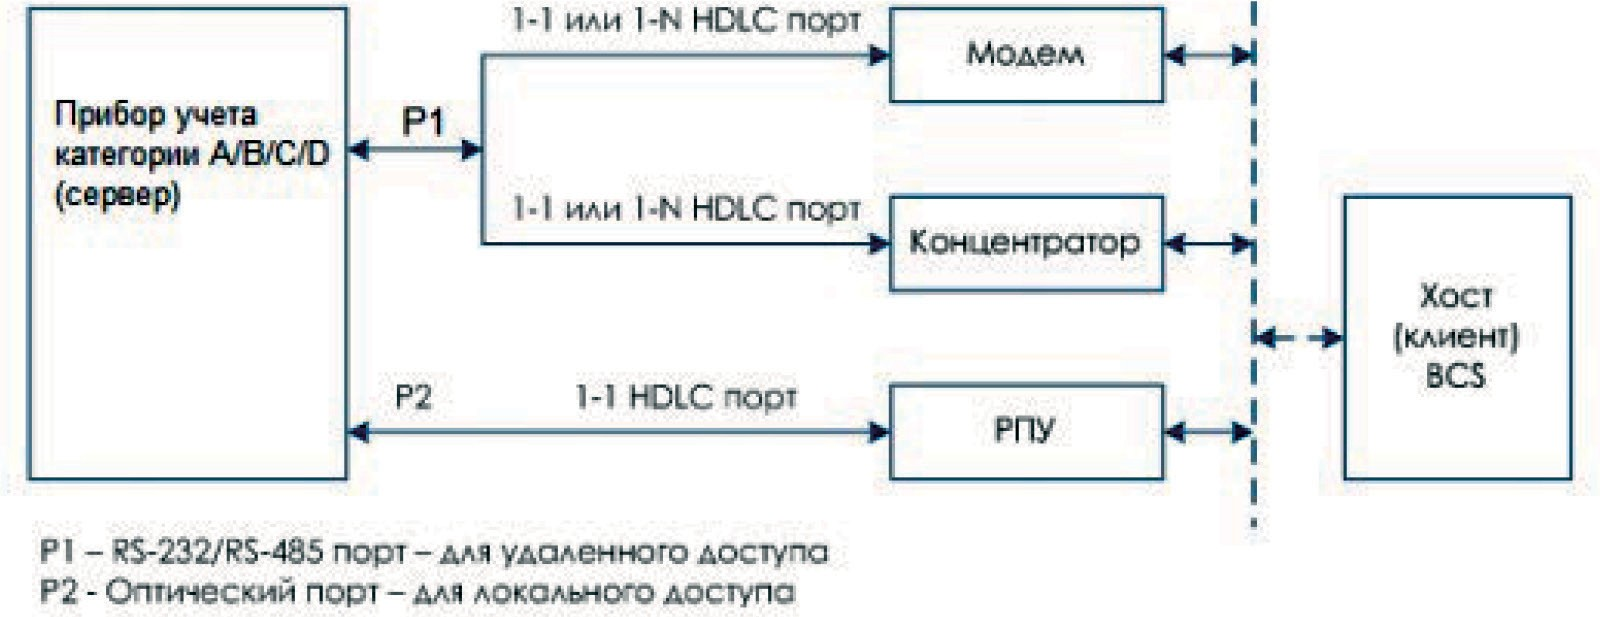 1-1 или 1-N HDLC порт
Модем
Прибор учета
категории A/B/C/D
(сервер)
P1
1-1 или 1-N HDLC порт
Концентратор
Хост
(клиент)
BCS
P2
1-1 HDLC порт
РПУ
P1 – RS-232/RS-485 порт – для удаленного доступа
P2 - Оптический порт – для локального доступа